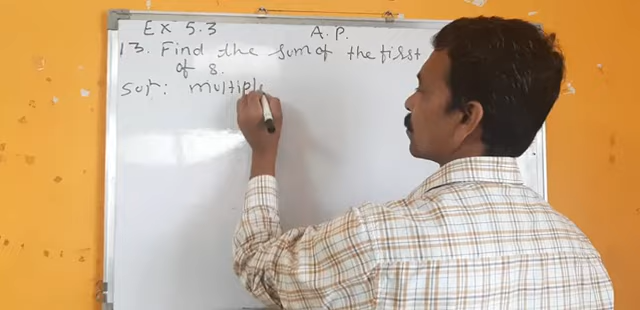 Ex 5.3 A.P.
13. Find the sum of the first
of 8.
Sol: multipl